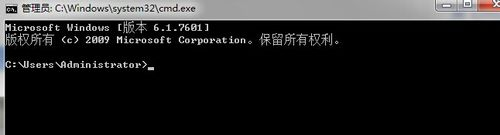 管理员: C:\Windows\system32\cmd.exe
Microsoft Windows [版本 6.1.7601]
版权所有 (c) 2009 Microsoft Corporation。保留所有权利。
C:\Users\Administrator>_